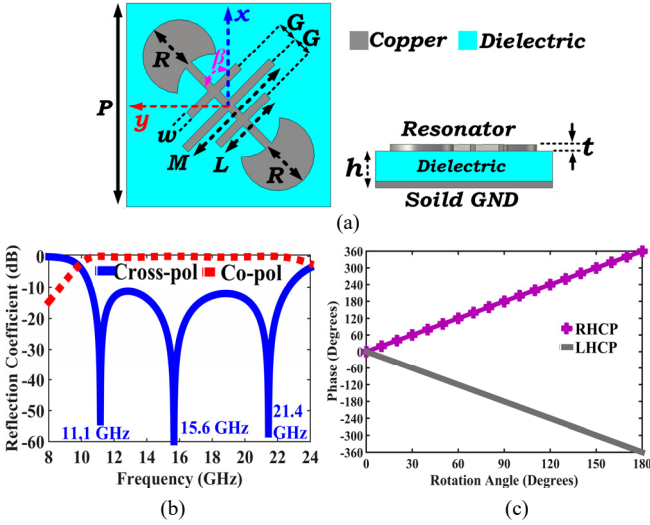 x
G
G
R
β
P
y
w
M
L
R
Copper
Dielectric
Resonator
t
h
Dielectric
Soild GND
(a)
0
-10
-20
-30
-40
-50
-60
Reflection Coefficient (dB)
Cross-pol
Co-pol
11,1 GHz
15.6 GHz
21.4
GHz
8 10 12 14 16 18 20 22 24
Frequency (GHz)
(b)
360
300
240
180
120
60
0
-60
-120
-180
-240
-300
-360
Phase (Degrees)
RHCP
LHCP
0 30 60 90 120 150 180
Rotation Angle (Degrees)
(c)